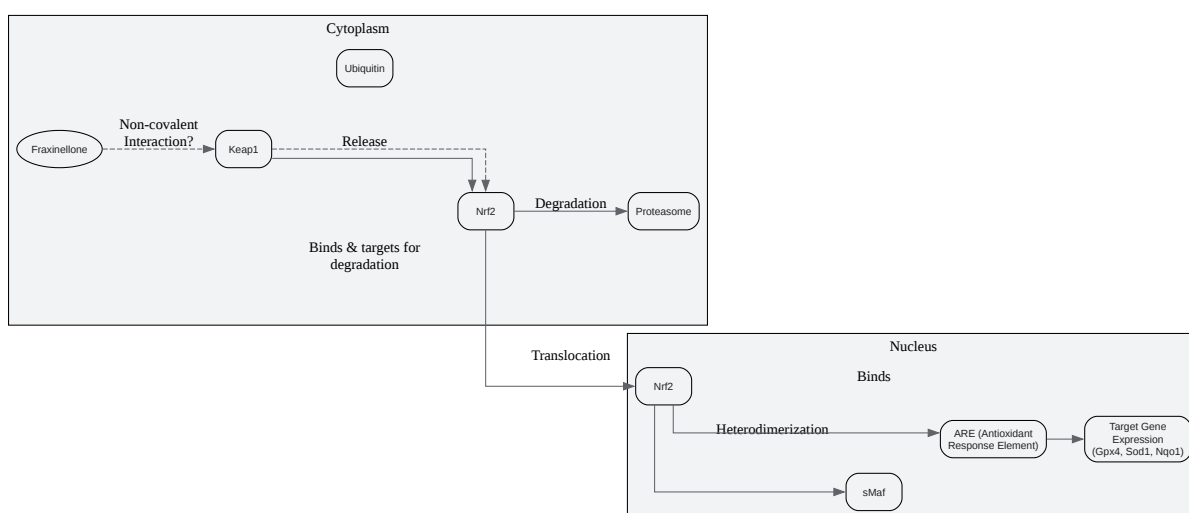 Cytoplasm
Ubiquitin
Non-covalent
Interaction?
Fraxinellone
Keap1
Release
Nrf2
Degradation
Proteasome
Binds & targets for
degradation
Translocation
Nucleus
Binds
Nrf2
Heterodimerization
ARE (Antioxidant
Response Element)
Target Gene
Expression
(Gpx4, Sod1, Nqo1)
sMaf